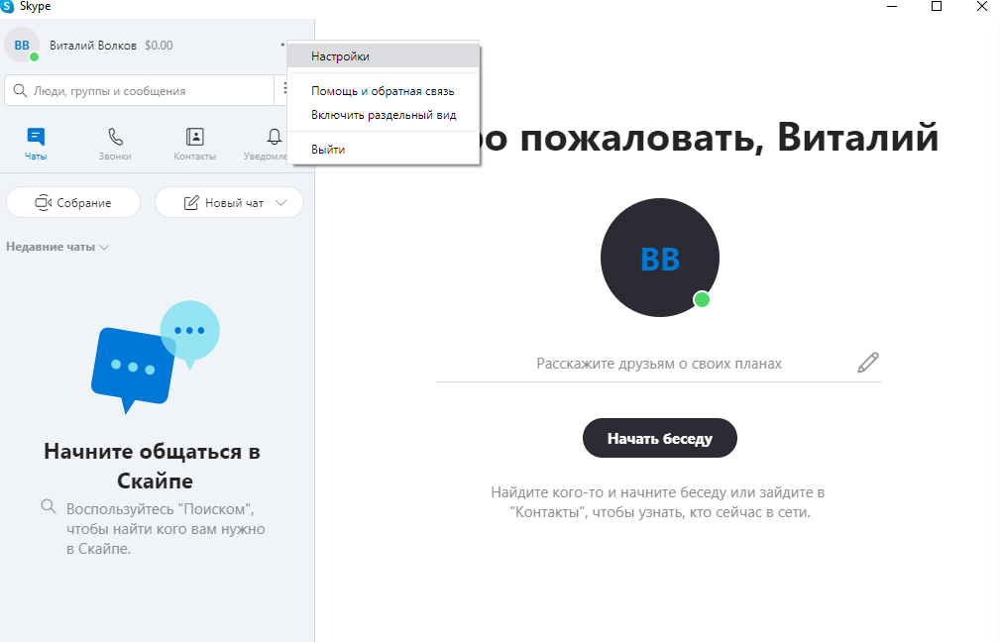 Skype
ВВ Виталий Волков $0.00
Настройки
Помощь и обратная связь
Включить раздельный вид
Выйти
Люди, группы и сообщения
Чаты Звонки Контакты Уведомле
Собрание Новый чат
Недавние чаты
Начните общаться в
Скайпе
Воспользуйтесь "Поиском",
чтобы найти кого вам нужно
в Скайпе.
ро пожаловать, Виталий
ВВ
Расскажите друзьям о своих планах
Начать беседу
Найдите кого-то и начните беседу или зайдите в
"Контакты", чтобы узнать, кто сейчас в сети.